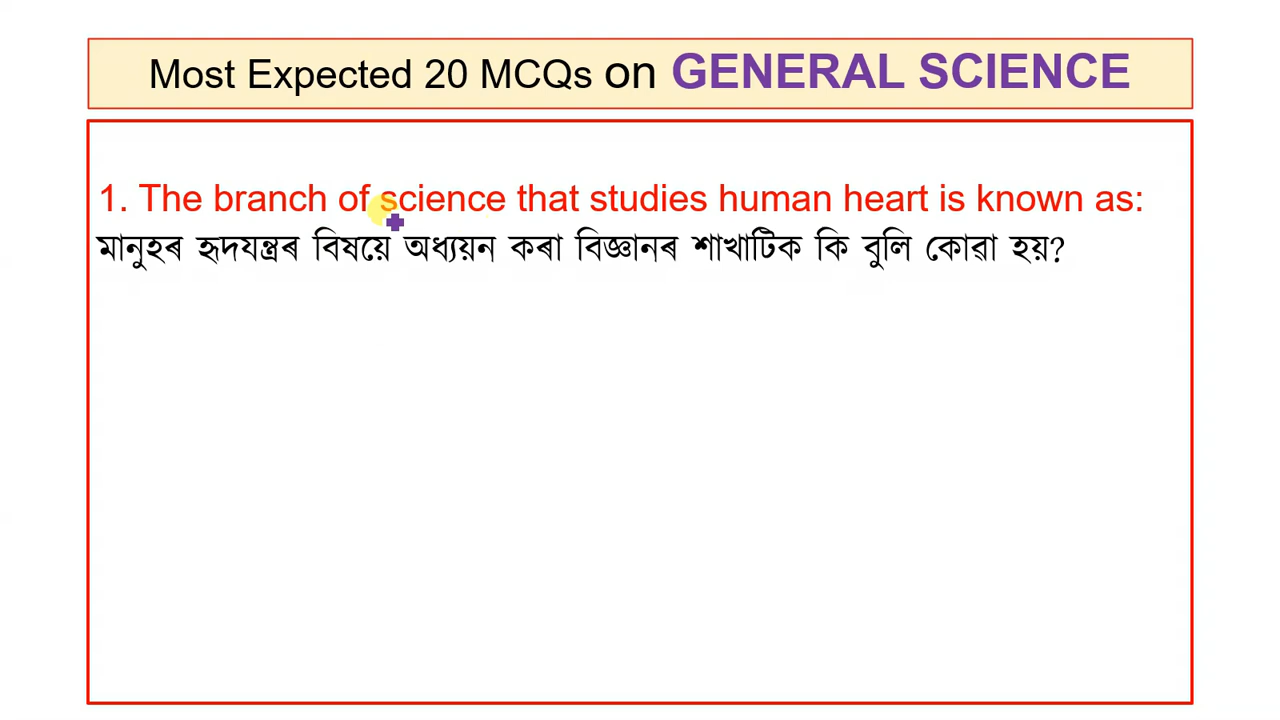 Most Expected 20 MCQs on GENERAL SCIENCE
1. The branch of science that studies human heart is known as:
মানুহৰ হৃদযন্ত্ৰৰ বিষয়ে অধ্যয়ন কৰা বিজ্ঞানৰ শাখাটিক কি বুলি কোৱা হয়?